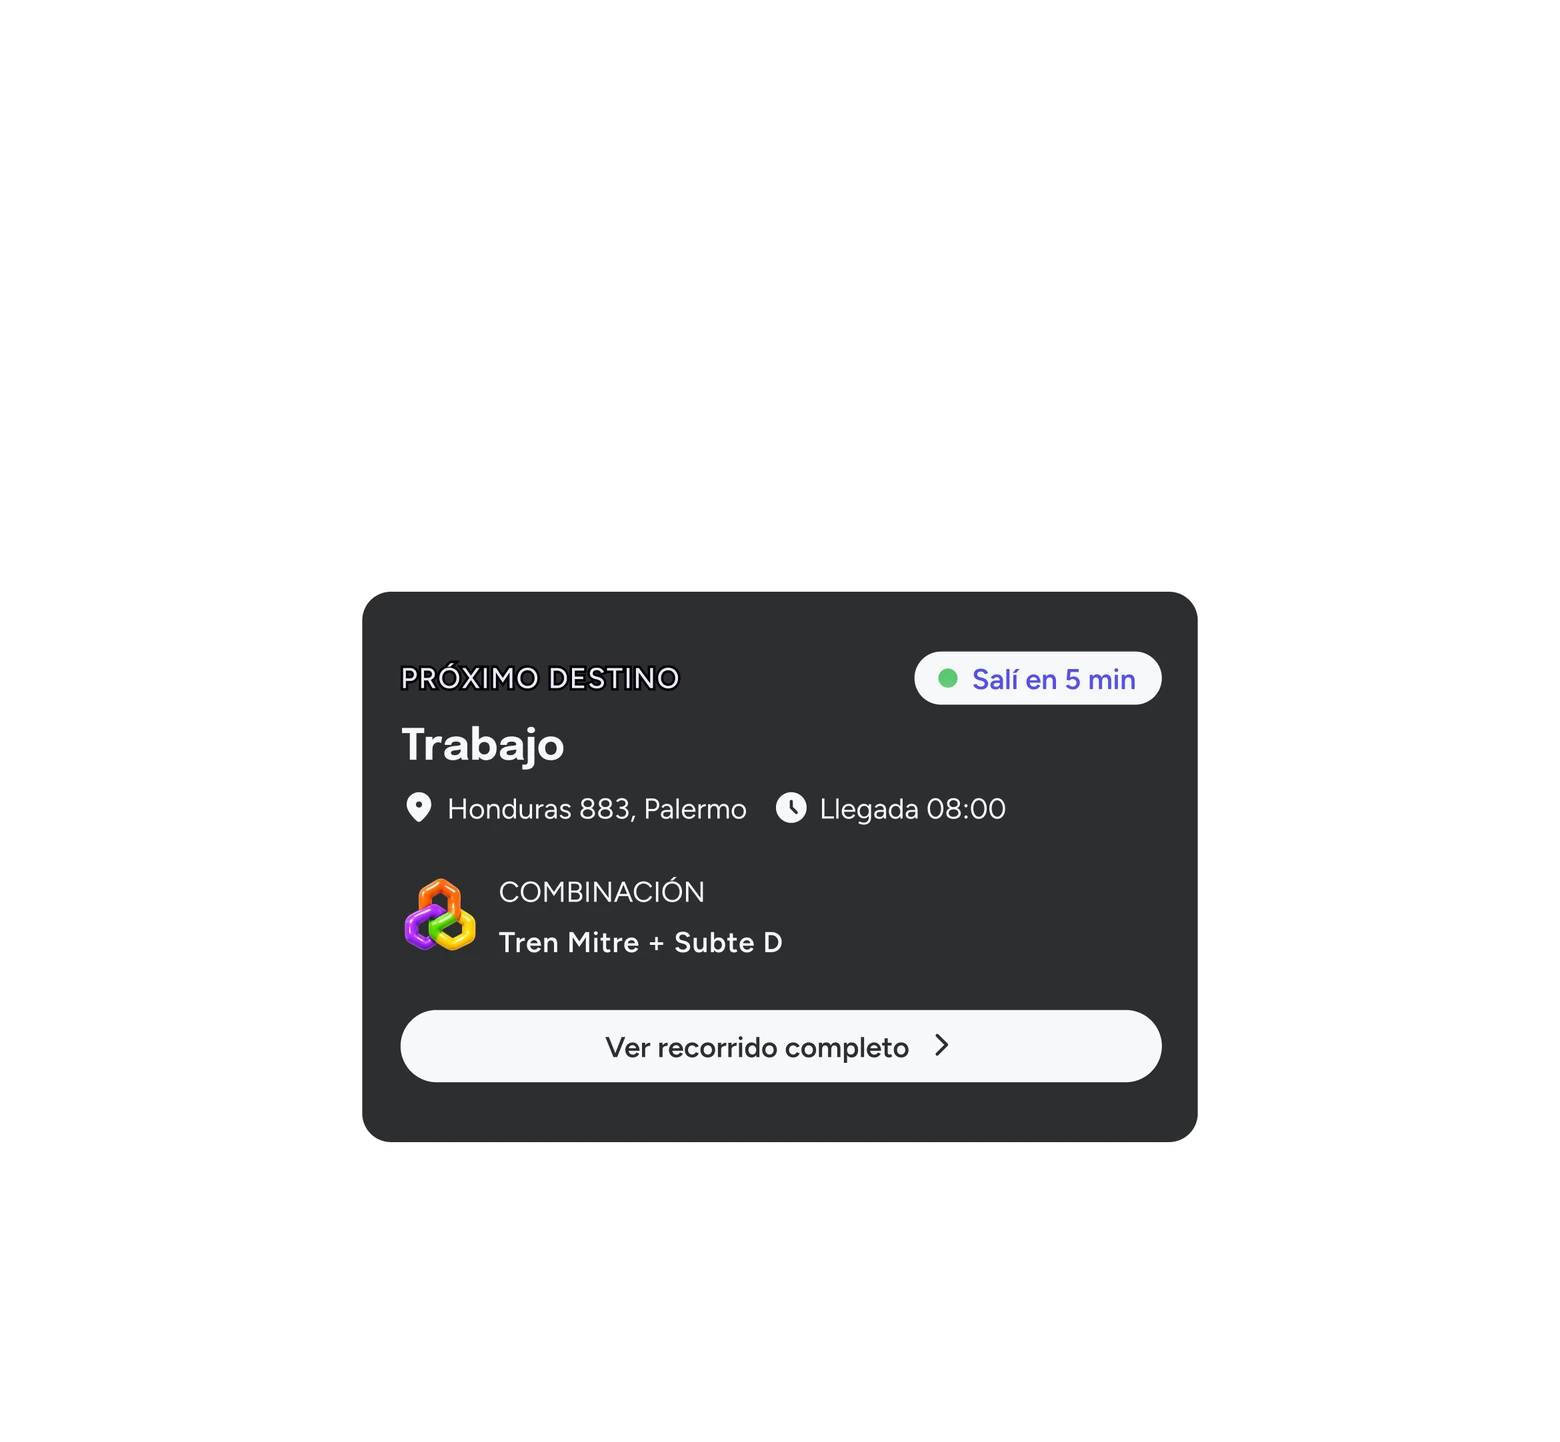 PRÓXIMO DESTINO
Salí en 5 min
Trabajo
Honduras 883, Palermo
Llegada 08:00
COMBINACIÓN
Tren Mitre + Subte D
Ver recorrido completo